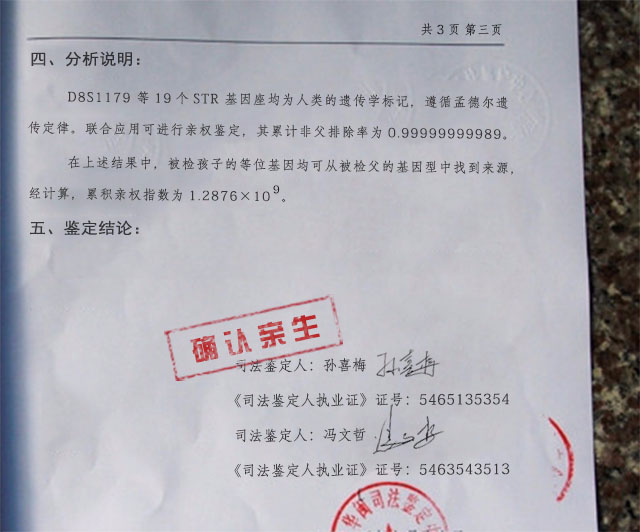 共 3 页 第三页
四、分析说明：
D8S1179 等 19 个 STR 基因座均为人类的遗传学标记，遵循孟德尔遗
传定律。联合应用可进行亲权鉴定，其累计非父排除率为 0.99999999989。
在上述结果中，被检孩子的等位基因均可从被检父的基因型中找到来源，
经计算，累积亲权指数为 1.2876×10⁹。
五、鉴定结论：
确认亲生
司法鉴定人：孙喜梅 孙喜梅
《司法鉴定人执业证》证号：5465135354
司法鉴定人：冯文哲
《司法鉴定人执业证》证号：5463543513
司法鉴定